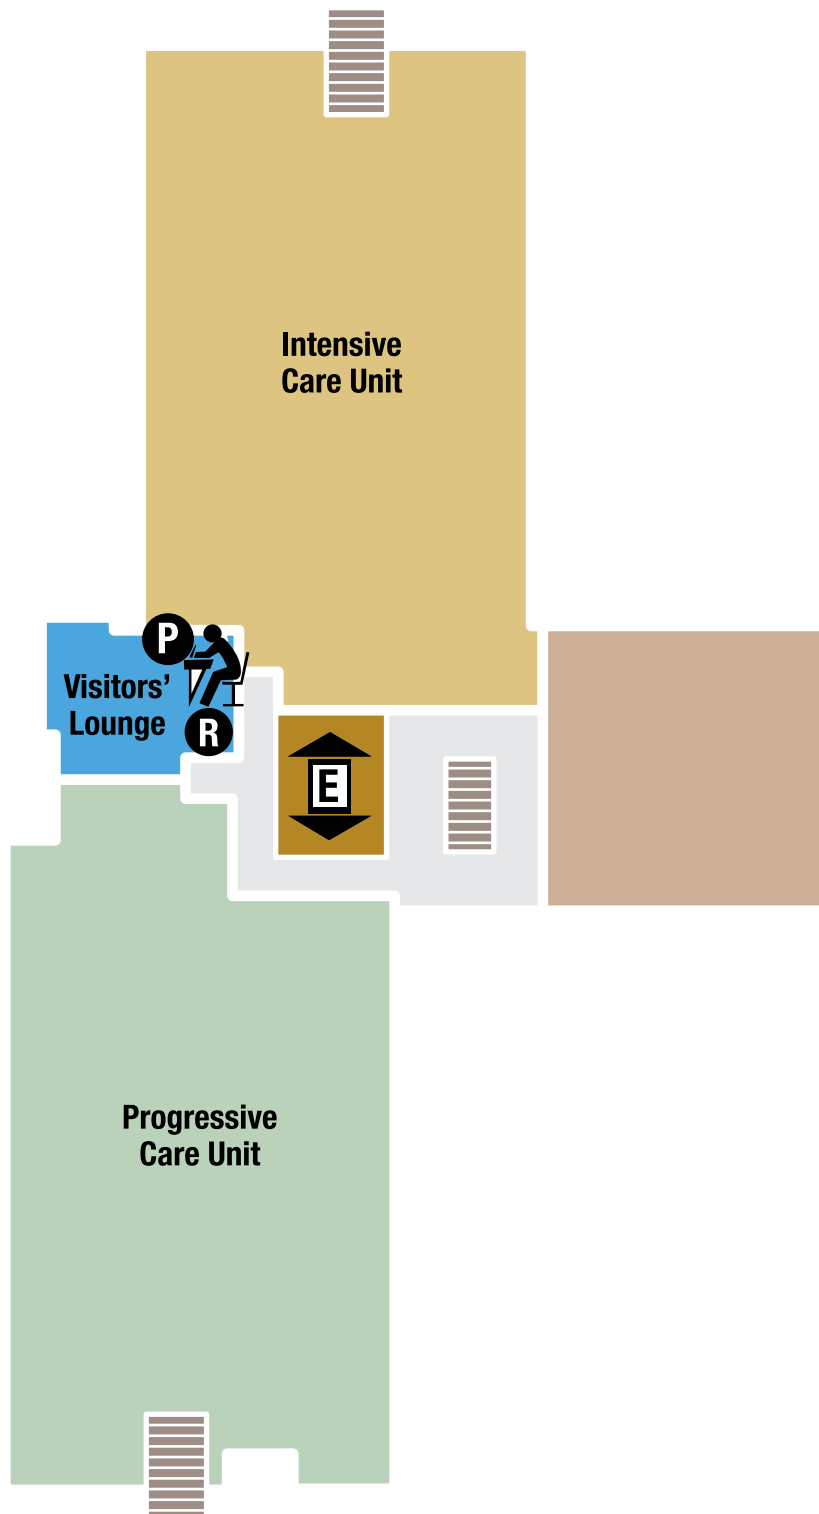 Intensive
Care Unit
P
Visitors’
Lounge
R
E
Progressive
Care Unit